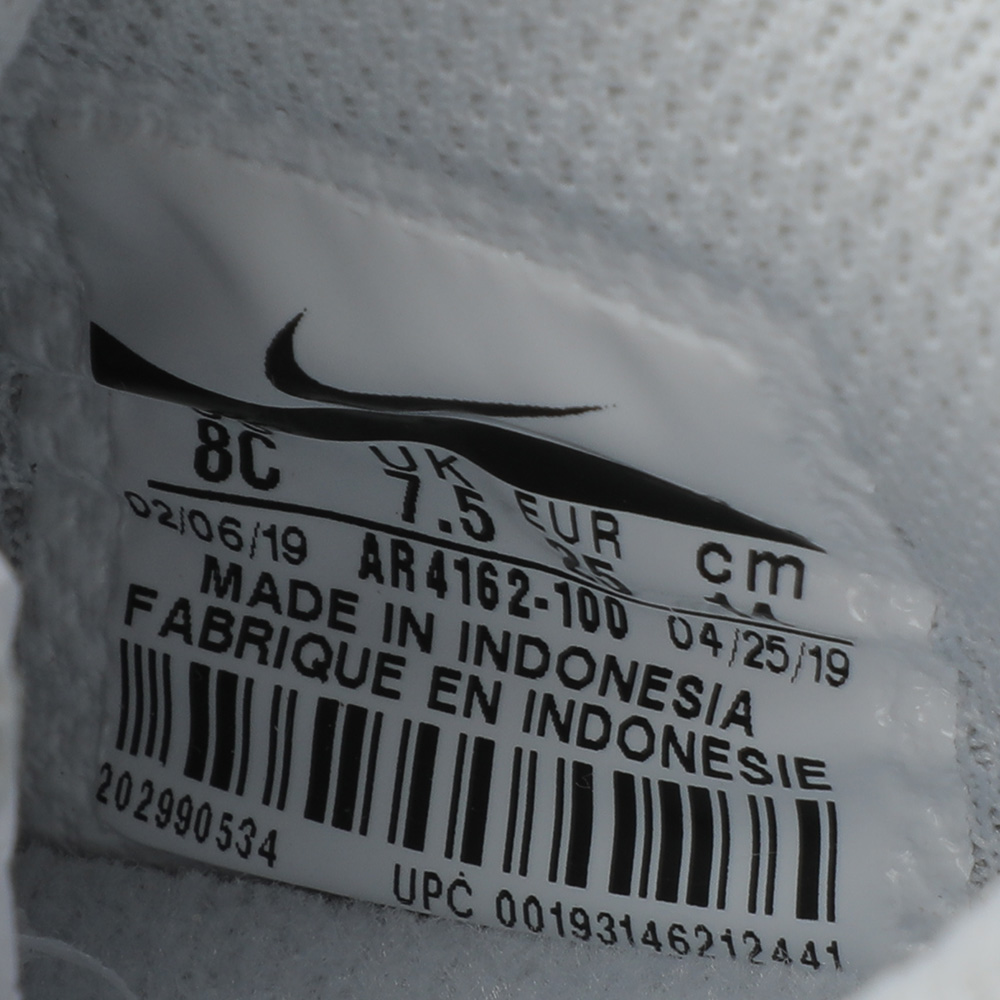 8C UK 7.5 EUR 25 cm
02/06/19 AR4162-100 04/25/19
MADE IN INDONESIA
FABRIQUE EN INDONESIE
202990534
UPC 00193146212441